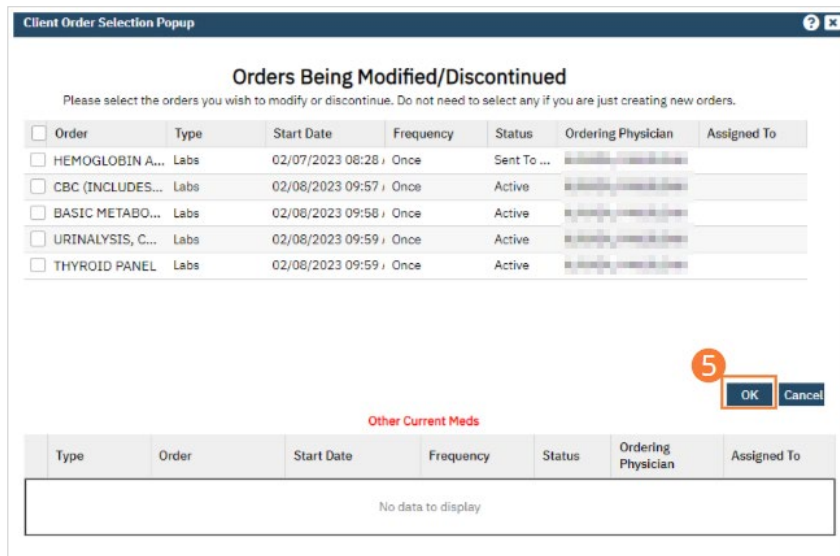 Client Order Selection Popup ?
Orders Being Modified/Discontinued
Please select the orders you wish to modify or discontinue. Do not need to select any if you are just creating new orders.
Order Type Start Date Frequency Status Ordering Physician Assigned To
HEMOGLOBIN A... Labs 02/07/2023 08:28 Once Sent To ...
CBC (INCLUDES... Labs 02/08/2023 09:57 Once Active
BASIC METABO... Labs 02/08/2023 09:58 Once Active
URINALYSIS, C... Labs 02/08/2023 09:59 Once Active
THYROID PANEL Labs 02/08/2023 09:59 Once Active
5
OK Cancel
Other Current Meds
Type Order Start Date Frequency Status Ordering Physician Assigned To
No data to display